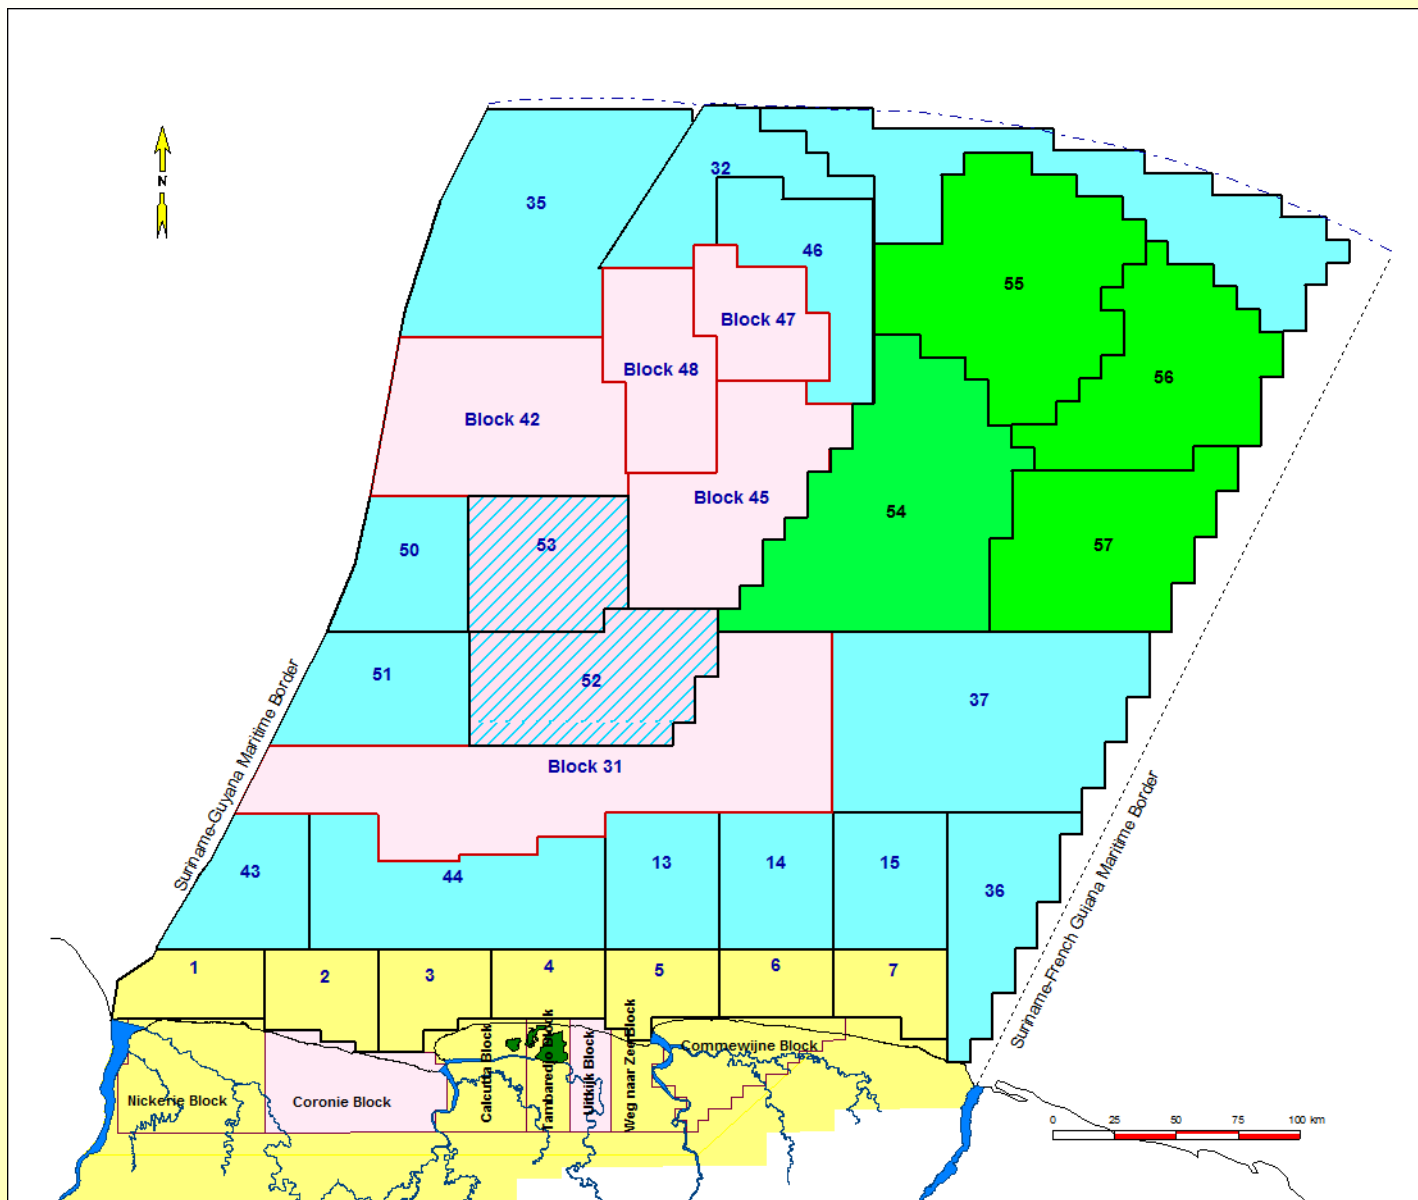 32
N
35
46
55
Block 47
Block 48
56
Block 42
Block 45
54
50
53
57
51
52
37
Block 31
Suriname-Guyana Maritime Border
Suriname-French Guiana Maritime Border
43
44
13
14
15
36
1
2
3
4
5
6
7
Commewijne Block
Nickerie Block
Coronie Block
Calcutta Block
Tambaredjo Block
Uitkijk Block
Weg naar Zee Block
0 25 50 75 100 km